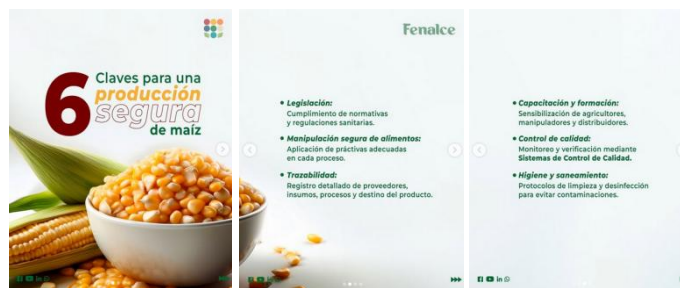 6
Claves para una
producción
segura
de maíz
Fenalce
• Legislación:
Cumplimiento de normativas
y regulaciones sanitarias.
• Manipulación segura de alimentos:
Aplicación de práctivas adecuadas
en cada proceso.
• Trazabilidad:
Registro detallado de proveedores,
insumos, procesos y destino del producto.
• Capacitación y formación:
Sensibilización de agricultores,
manipuladores y distribuidores.
• Control de calidad:
Monitoreo y verificación mediante
Sistemas de Control de Calidad.
• Higiene y saneamiento:
Protocolos de limpieza y desinfección
para evitar contaminaciones.